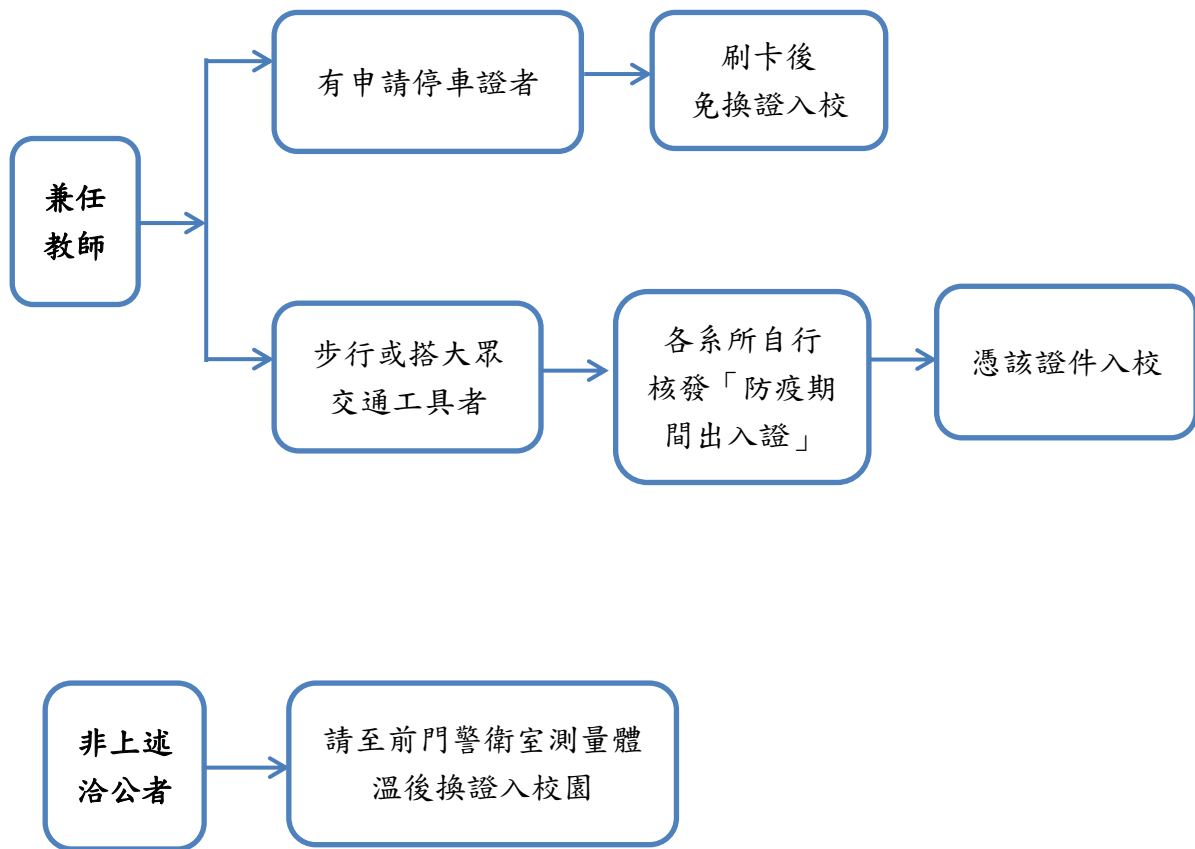 有申請停車證者
刷卡後
免換證入校
兼任
教師
步行或搭大眾
交通工具者
各系所自行
核發「防疫期
間出入證」
憑該證件入校
非上述
洽公者
請至前門警衛室測量體
溫後換證入校園